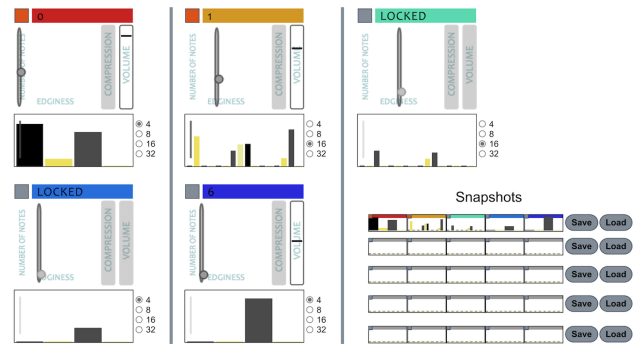 0
NUMBER OF NOTES
EDGINESS
COMPRESSION
VOLUME
4
8
16
32
1
NUMBER OF NOTES
EDGINESS
COMPRESSION
VOLUME
4
8
16
32
LOCKED
NUMBER OF NOTES
EDGINESS
COMPRESSION
VOLUME
4
8
16
32
LOCKED
NUMBER OF NOTES
EDGINESS
COMPRESSION
VOLUME
4
8
16
32
6
NUMBER OF NOTES
EDGINESS
COMPRESSION
VOLUME
4
8
16
32
Snapshots
Save Load
Save Load
Save Load
Save Load
Save Load